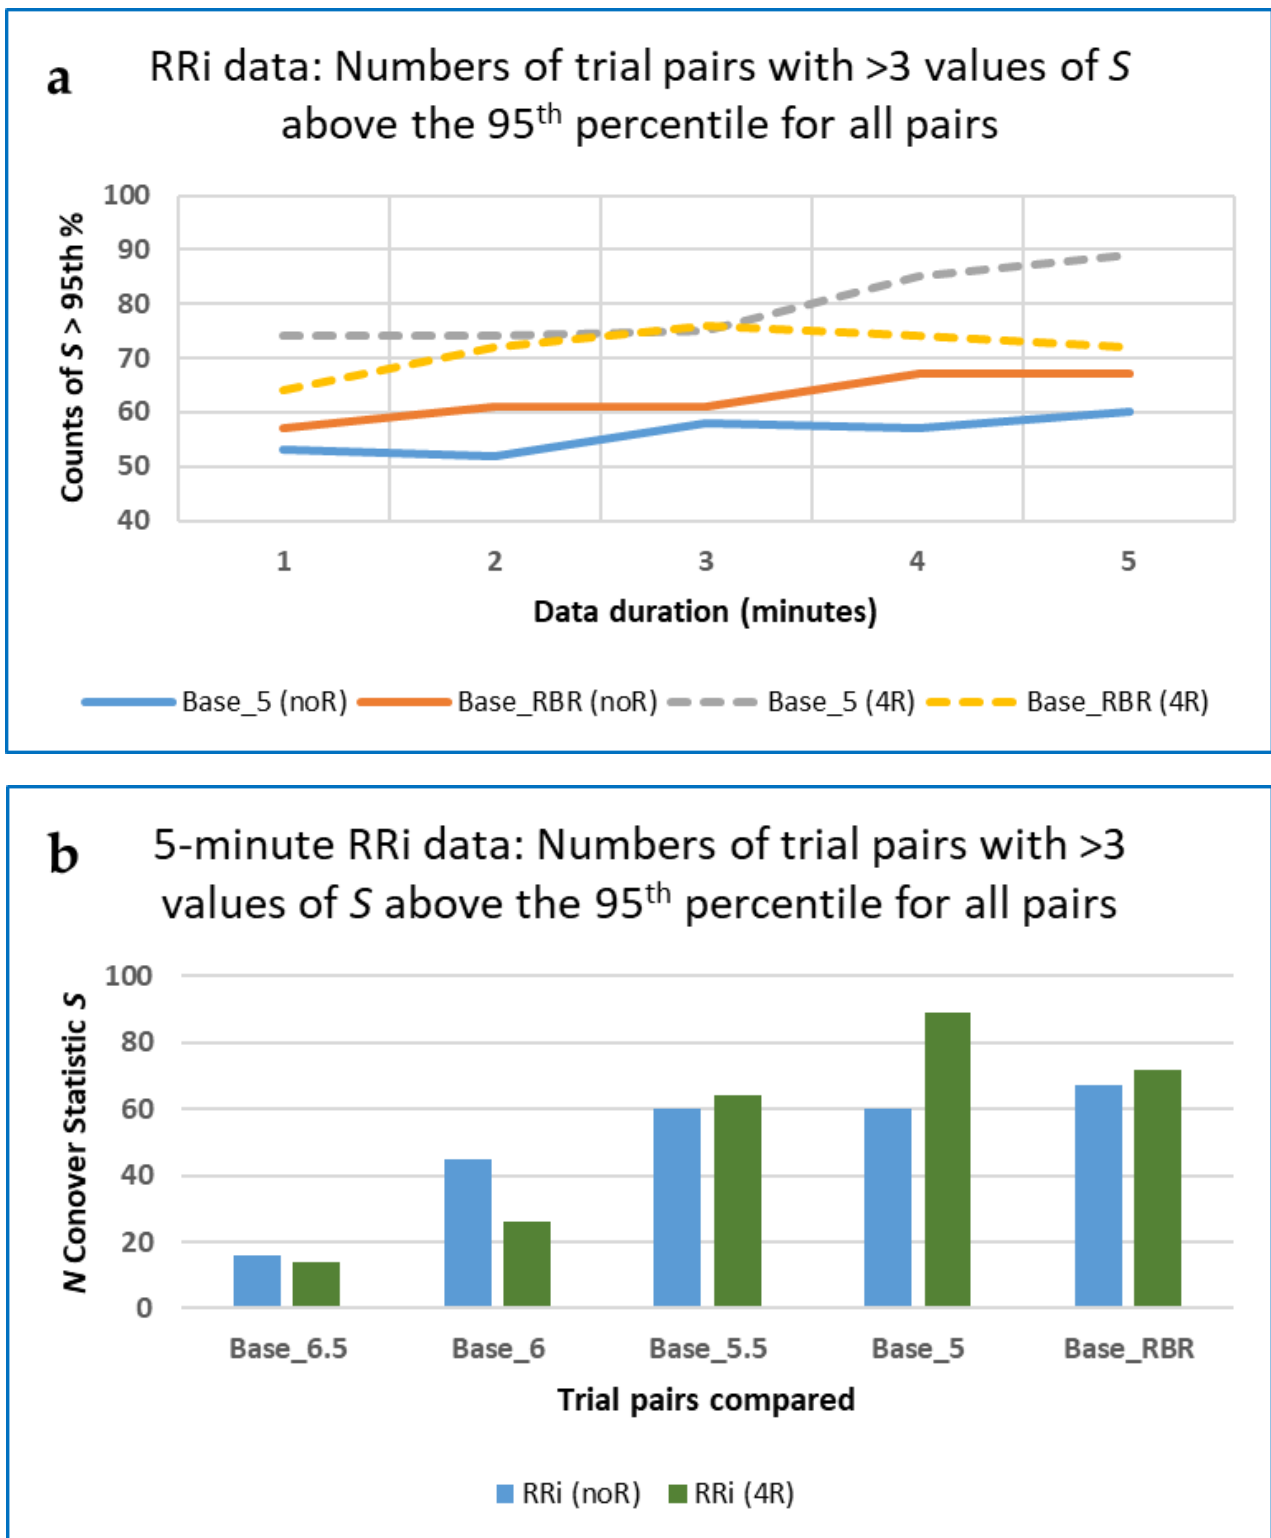 a
RRi data: Numbers of trial pairs with >3 values of S
above the 95th percentile for all pairs
Counts of S > 95th %
100
90
80
70
60
50
40
1 2 3 4 5
Data duration (minutes)
Base_5 (noR) Base_RBR (noR) Base_5 (4R) Base_RBR (4R)
b
5-minute RRi data: Numbers of trial pairs with >3
values of S above the 95th percentile for all pairs
N Conover Statistic S
100
80
60
40
20
0
Base_6.5 Base_6 Base_5.5 Base_5 Base_RBR
Trial pairs compared
RRi (noR) RRi (4R)